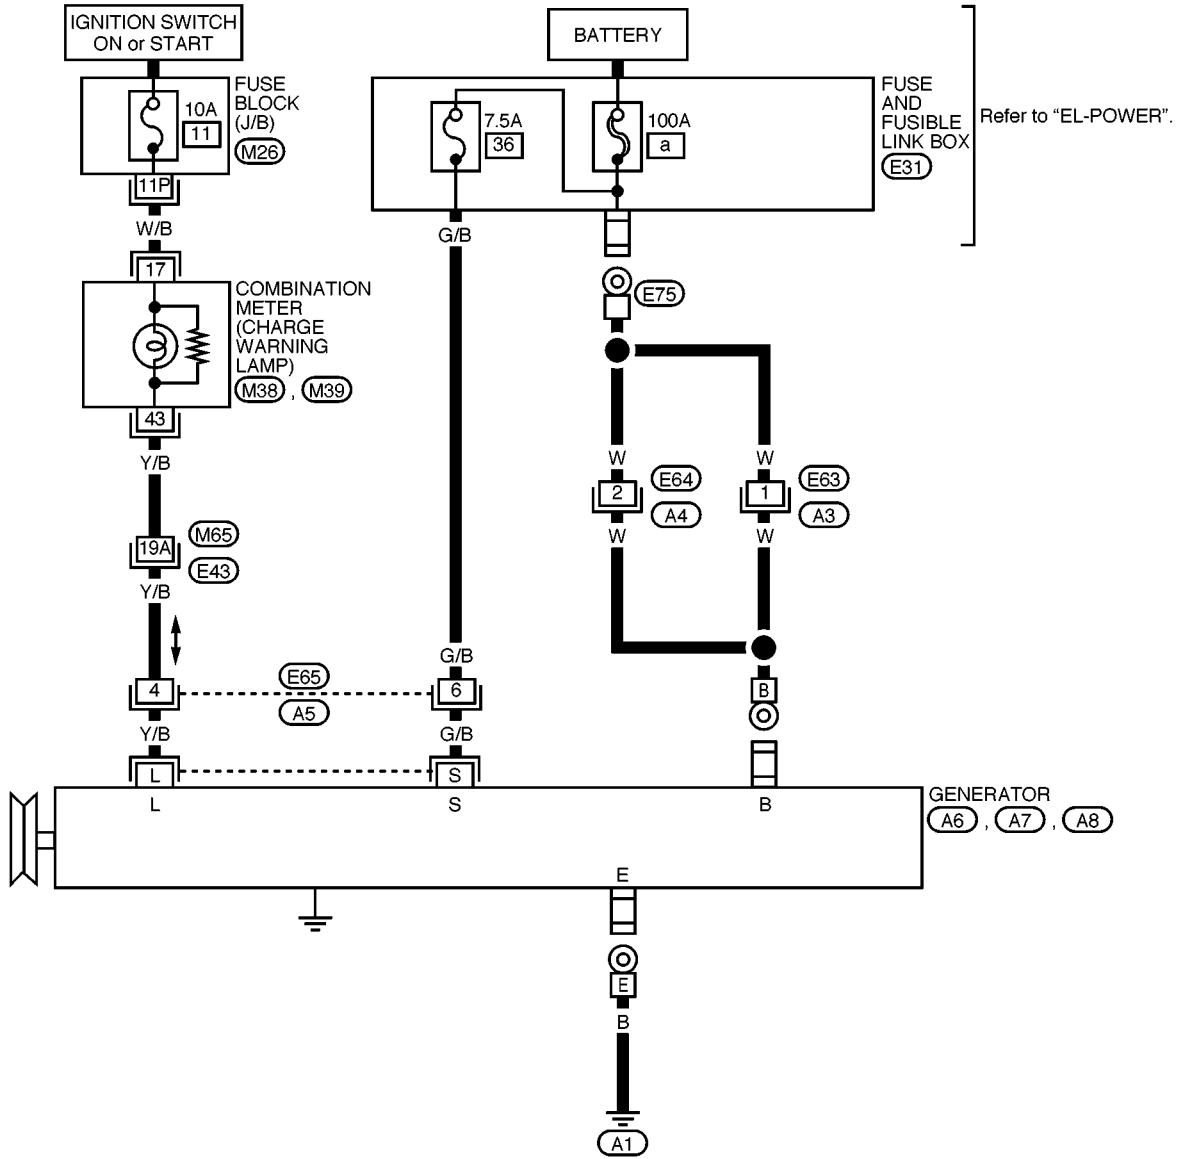 IGNITION SWITCH
ON or START
BATTERY
FUSE
BLOCK
(J/B)
M26
10A
11
7.5A
36
100A
a
FUSE
AND
FUSIBLE
LINK BOX
E31
Refer to “EL-POWER”.
11P
W/B
G/B
17
COMBINATION
METER
(CHARGE
WARNING
LAMP)
M38 , M39
E75
43
Y/B
W
W
2
E64
A4
1
E63
A3
W
W
19A
M65
E43
Y/B
G/B
4
E65
A5
6
B
Y/B
G/B
L
S
L
S
B
GENERATOR
A6 , A7 , A8
E
E
B
A1